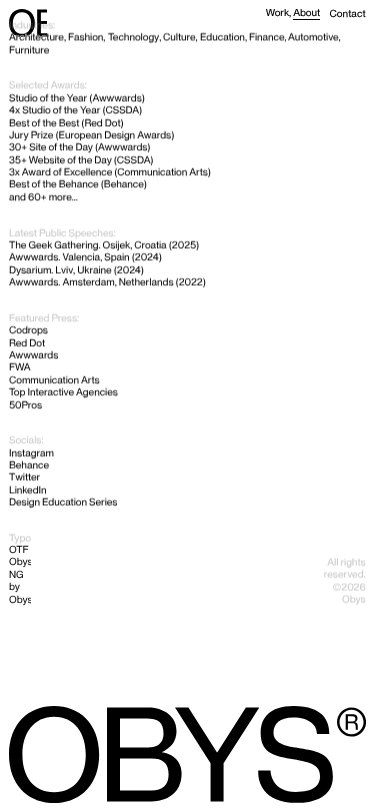 OE
Work, About Contact
Architecture, Fashion, Technology, Culture, Education, Finance, Automotive,
Furniture
Selected Awards:
Studio of the Year (Awwwards)
4x Studio of the Year (CSSDA)
Best of the Best (Red Dot)
Jury Prize (European Design Awards)
30+ Site of the Day (Awwwards)
35+ Website of the Day (CSSDA)
3x Award of Excellence (Communication Arts)
Best of the Behance (Behance)
and 60+ more...
Latest Public Speeches:
The Geek Gathering. Osijek, Croatia (2025)
Awwwards. Valencia, Spain (2024)
Dysarium. Lviv, Ukraine (2024)
Awwwards. Amsterdam, Netherlands (2022)
Featured Press:
Codrops
Red Dot
Awwwards
FWA
Communication Arts
Top Interactive Agencies
50Pros
Socials:
Instagram
Behance
Twitter
LinkedIn
Design Education Series
Typo
OTF
Obys
NG
by
Obys
All rights
reserved.
©2026
Obys
OBYS®